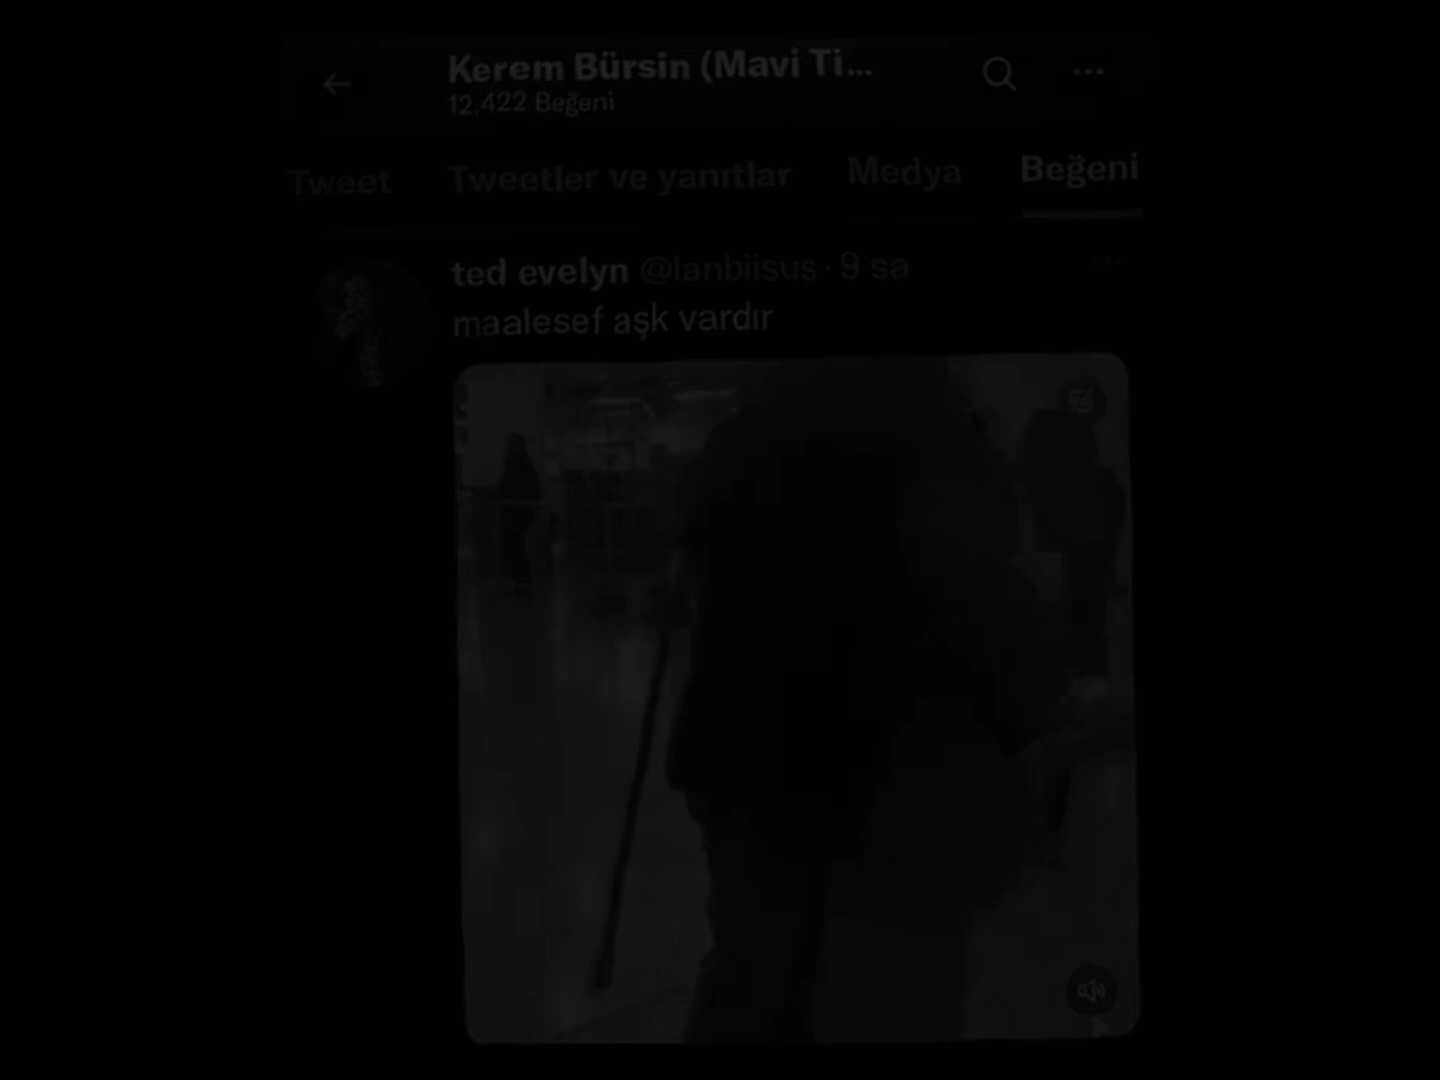 Kerem Bürsin (Mavi Ti...
12.422 Beğeni
Tweet Tweetler ve yanıtlar Medya Beğeni
ted evelyn @lanbiisus · 9 sa
maalesef aşk vardır